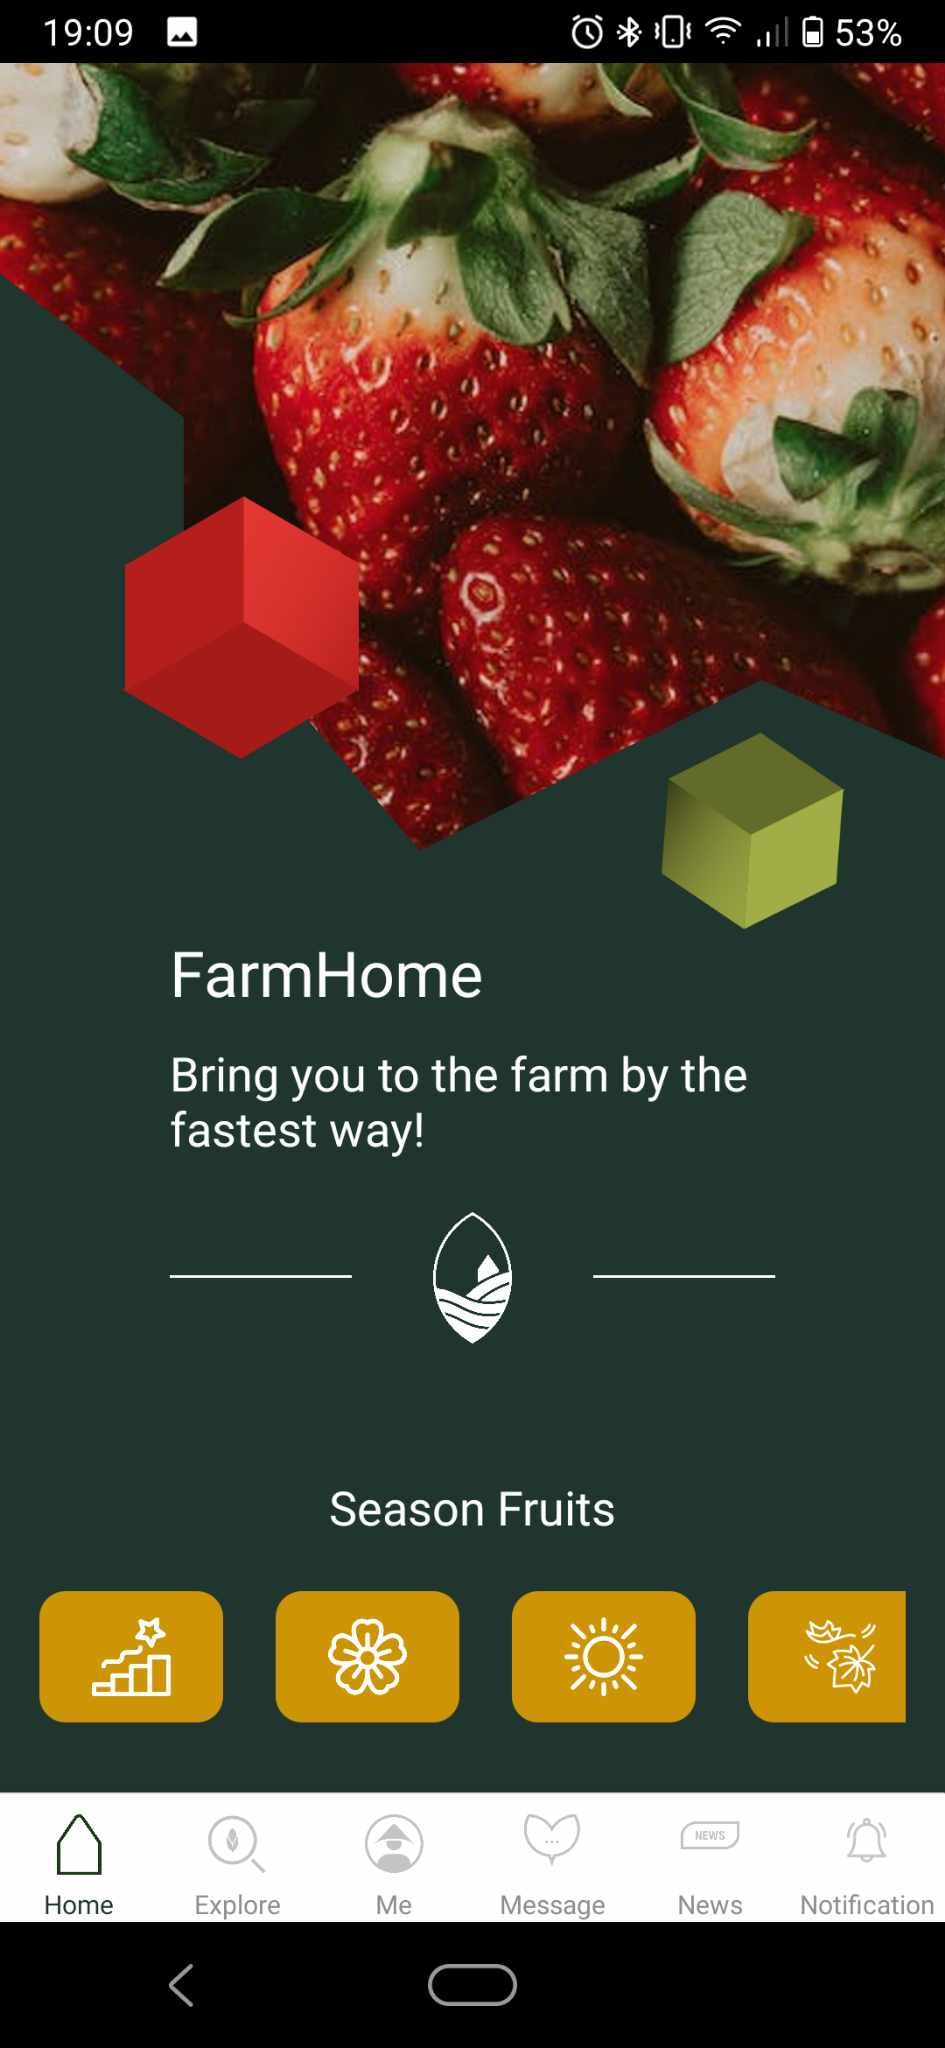 19:09 53%
FarmHome
Bring you to the farm by the
fastest way!
Season Fruits
NEWS
Home Explore Me Message News Notification